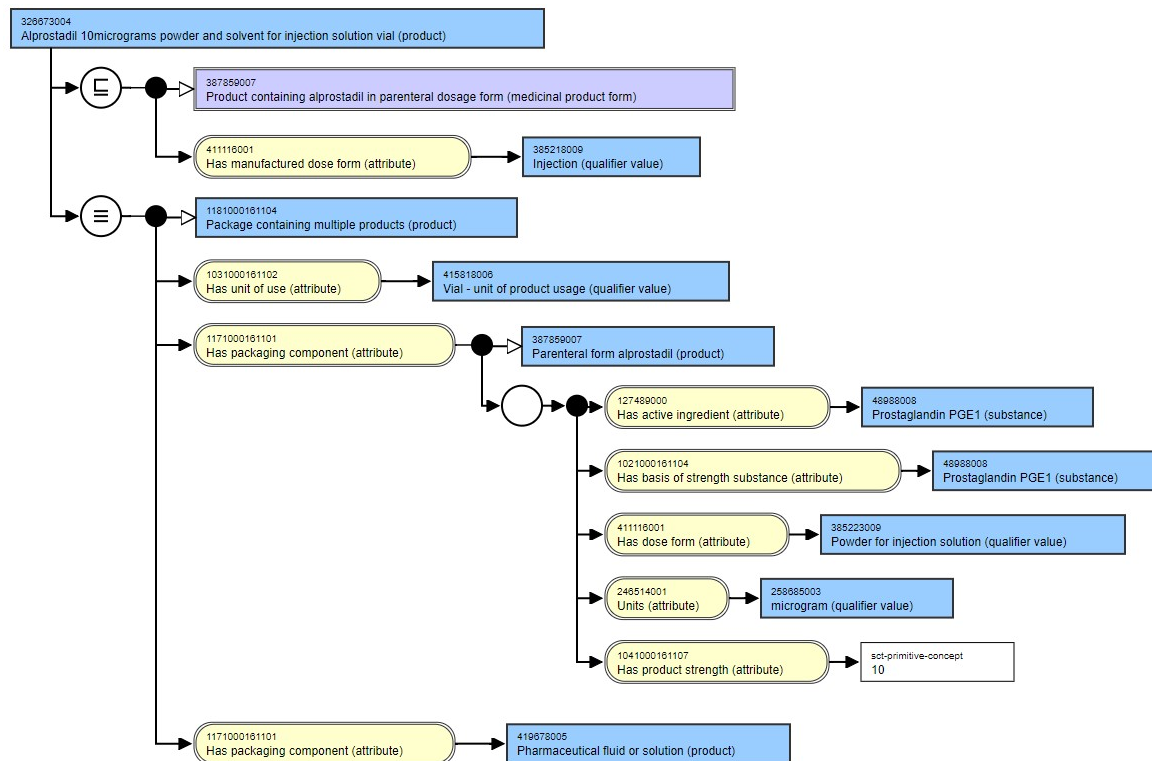 326673004
Alprostadil 10micrograms powder and solvent for injection solution vial (product)
⊑
387859007
Product containing alprostadil in parenteral dosage form (medicinal product form)
411116001
Has manufactured dose form (attribute)
385218009
Injection (qualifier value)
≡
1181000161104
Package containing multiple products (product)
1031000161102
Has unit of use (attribute)
415818006
Vial - unit of product usage (qualifier value)
1171000161101
Has packaging component (attribute)
387859007
Parenteral form alprostadil (product)
127489000
Has active ingredient (attribute)
48988008
Prostaglandin PGE1 (substance)
1021000161104
Has basis of strength substance (attribute)
48988008
Prostaglandin PGE1 (substance)
411116001
Has dose form (attribute)
385223009
Powder for injection solution (qualifier value)
246514001
Units (attribute)
258685003
microgram (qualifier value)
1041000161107
Has product strength (attribute)
sct-primitive-concept
10
1171000161101
Has packaging component (attribute)
419678005
Pharmaceutical fluid or solution (product)